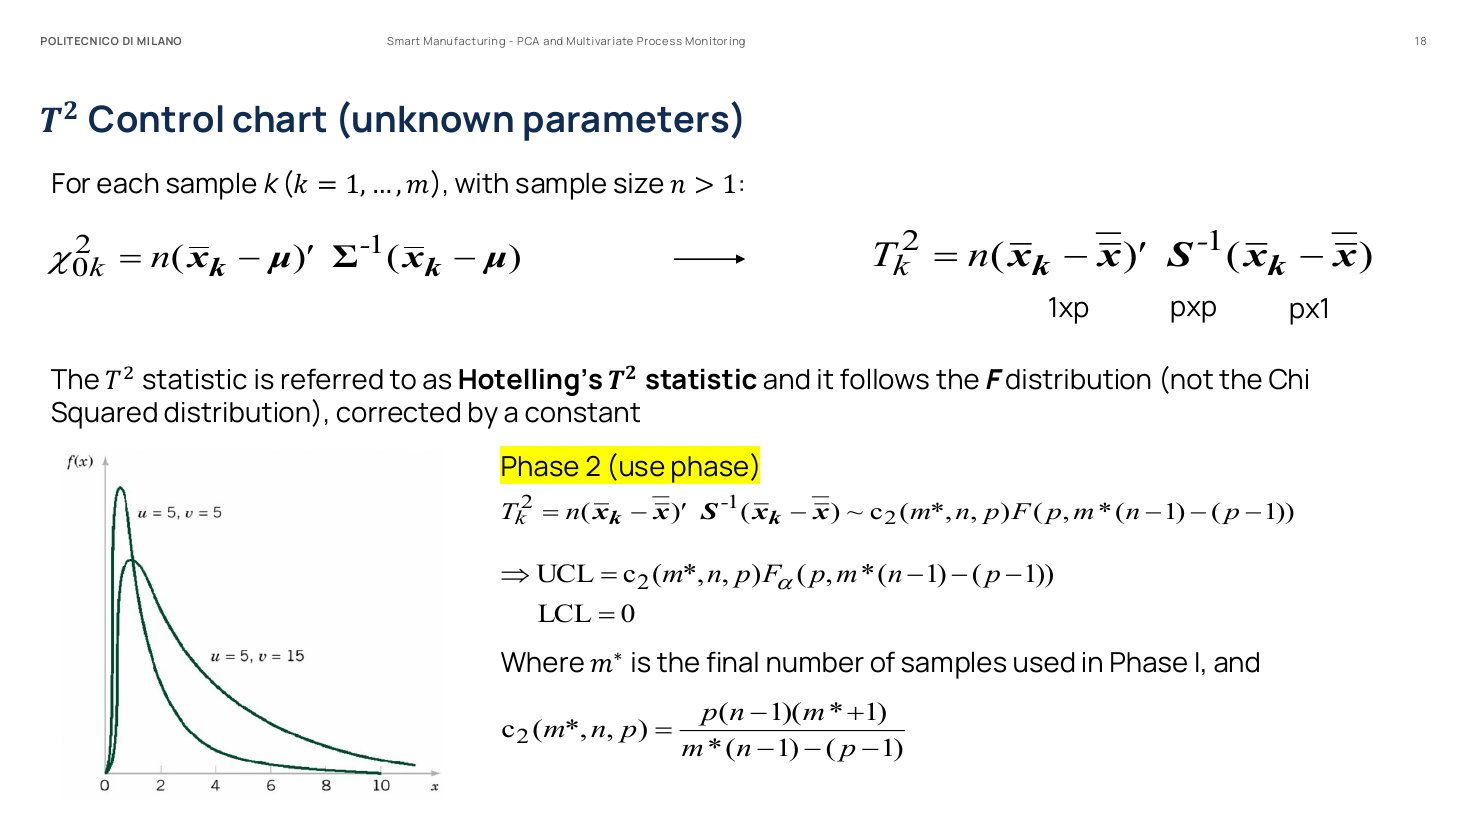 POLITECNICO DI MILANO
Smart Manufacturing - PCA and Multivariate Process Monitoring
18
T² Control chart (unknown parameters)
For each sample k (k = 1, … , m), with sample size n > 1:
χ²₀ₖ = n(x̅ₖ − μ)′ Σ⁻¹(x̅ₖ − μ)
T²ₖ = n(x̅ₖ − x̿)′ S⁻¹(x̅ₖ − x̿)
1xp pxp px1
The T² statistic is referred to as Hotelling's T² statistic and it follows the F distribution (not the Chi
Squared distribution), corrected by a constant
f(x)
u = 5, v = 5
u = 5, v = 15
0 2 4 6 8 10 x
Phase 2 (use phase)
T²ₖ = n(x̅ₖ − x̿)′ S⁻¹(x̅ₖ − x̿) ~ c₂(m*, n, p)F(p, m*(n−1)−(p−1))
⇒ UCL = c₂(m*, n, p)F_α(p, m*(n−1)−(p−1))
LCL = 0
Where m* is the final number of samples used in Phase I, and
c₂(m*, n, p) = p(n−1)(m*+1) / m*(n−1)−(p−1)